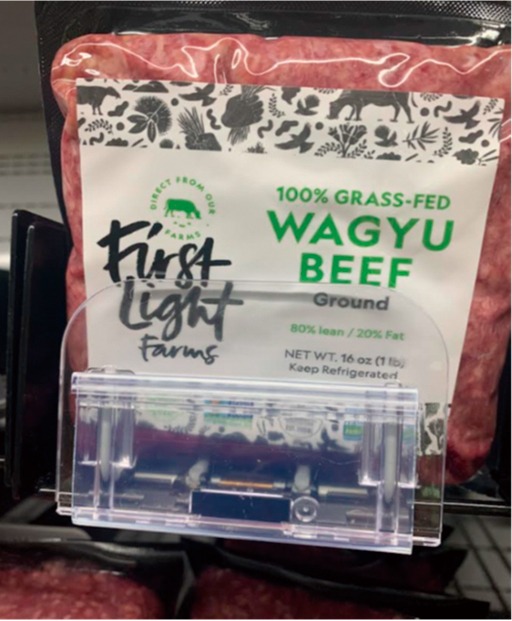 DIRECT FROM OUR
FARMS
First
Light
Farms
100% GRASS-FED
WAGYU
BEEF
Ground
80% lean / 20% Fat
NET WT. 16 oz (1 lb)
Keep Refrigerated